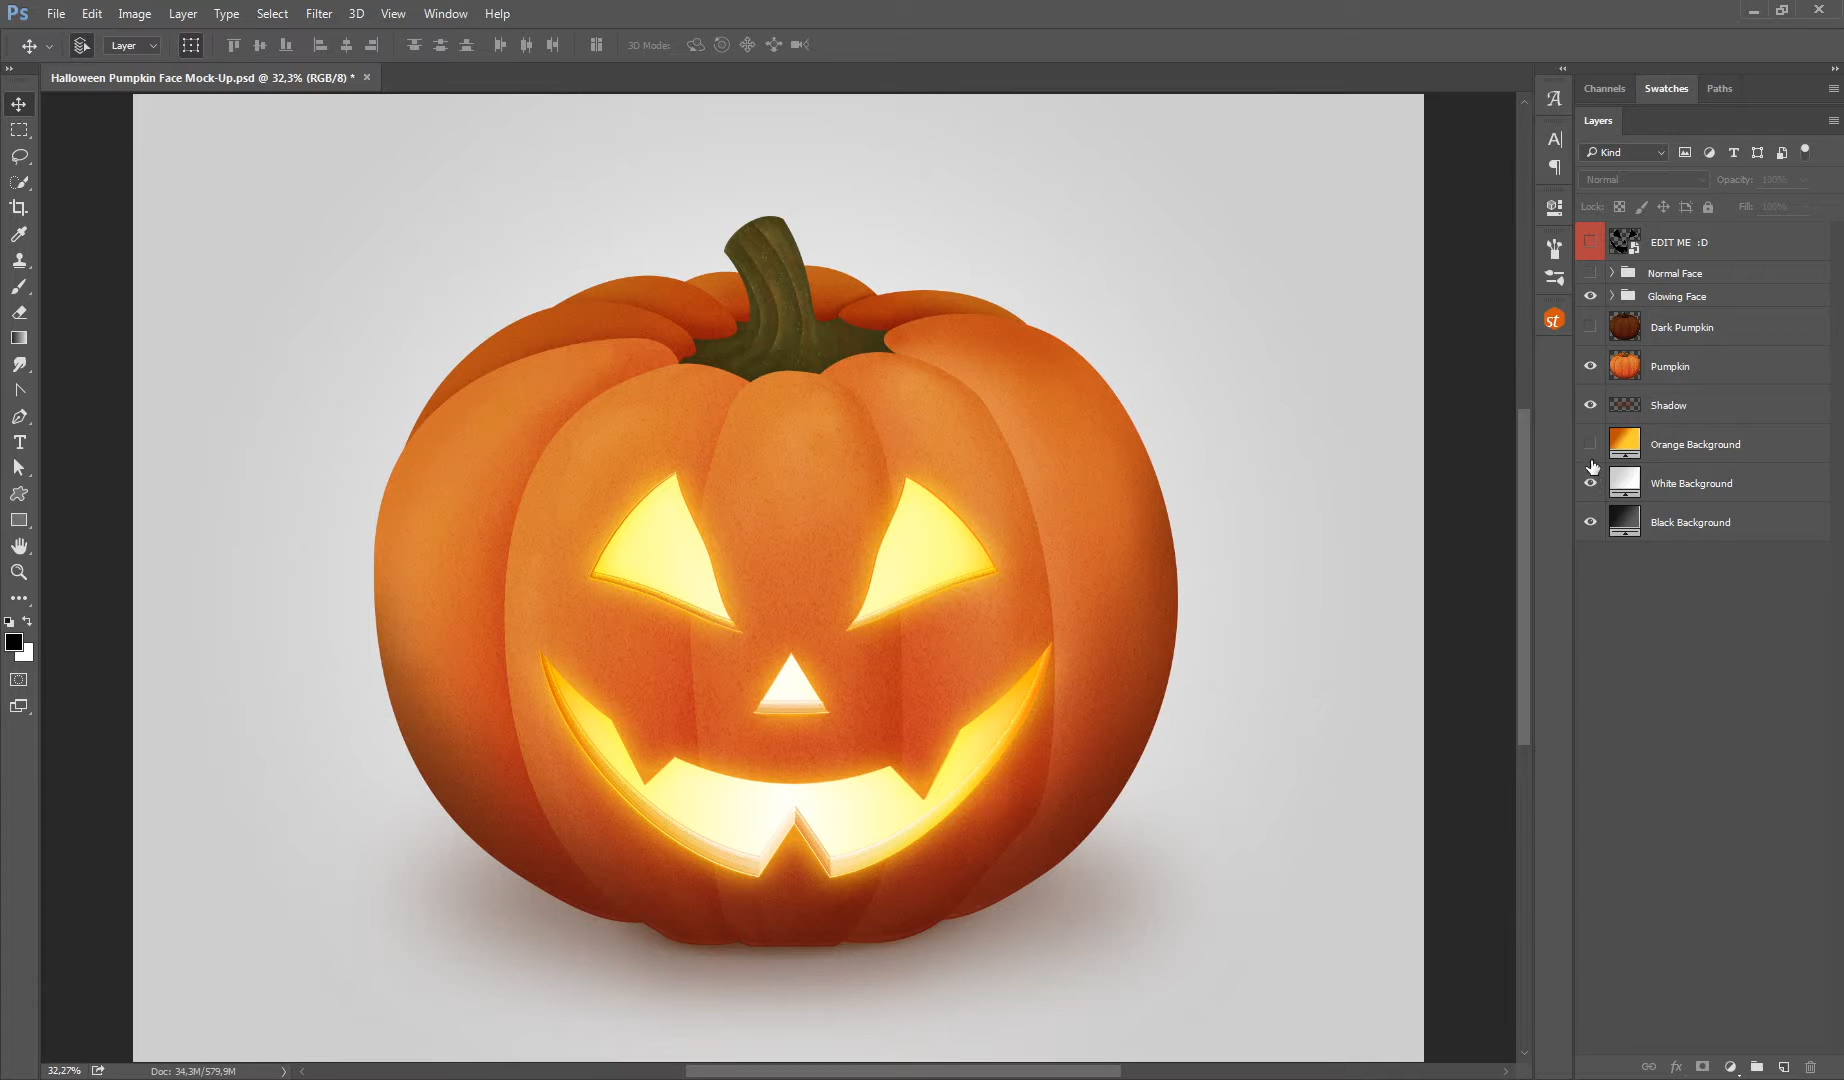 Ps File Edit Image Layer Type Select Filter 3D View Window Help
Layer 3D Mode:
Halloween Pumpkin Face Mock-Up.psd @ 32,3% (RGB/8) * ×
Channels Swatches Paths
Layers
Kind
Normal Opacity: 100%
Lock: Fill: 100%
EDIT ME :D
Normal Face
Glowing Face
Dark Pumpkin
st
Pumpkin
Shadow
Orange Background
White Background
Black Background
32,27% Doc: 34,3M/579,9M